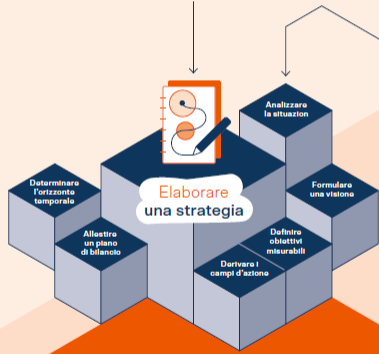 Elaborare
una strategia
Analizzare
la situazion
Formulare
una visione
Definire
obiettivi
misurabili
Derivare i
campi d'azione
Allestire
un piano
di bilancio
Determinare
l'orizzonte
temporale